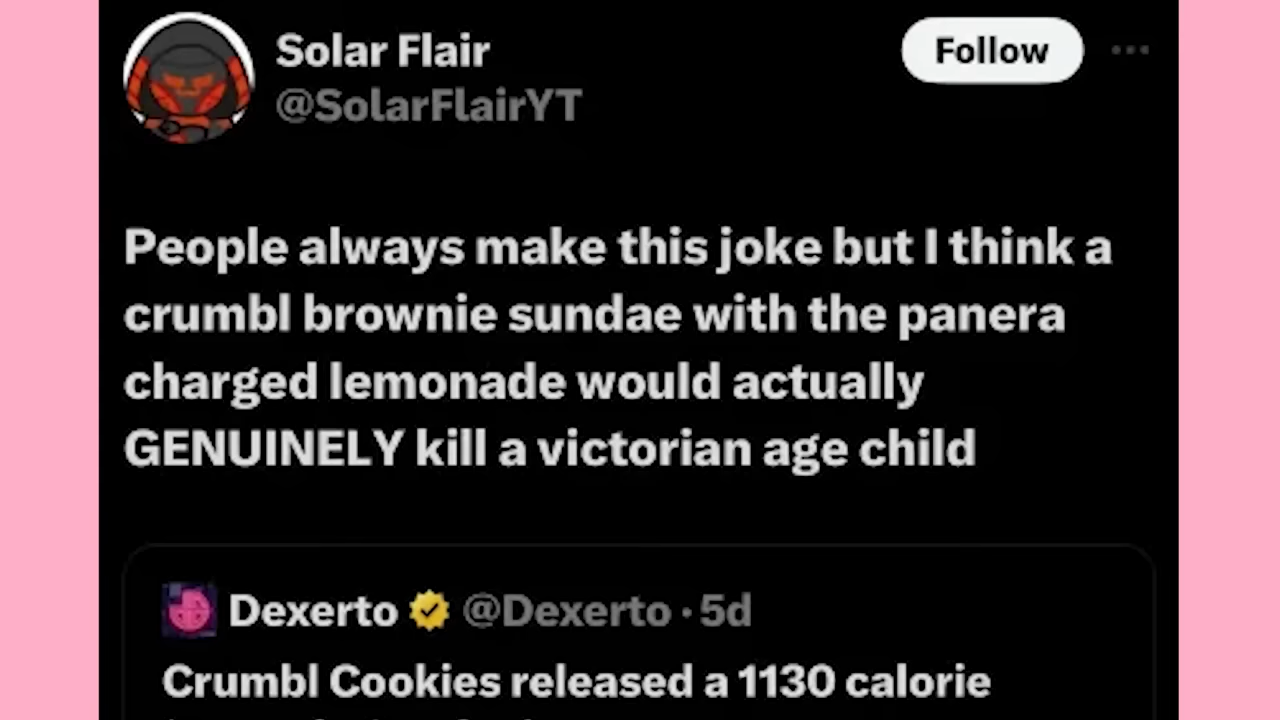 Solar Flair
Follow
@SolarFlairYT
People always make this joke but I think a
crumbl brownie sundae with the panera
charged lemonade would actually
GENUINELY kill a victorian age child
Dexerto @Dexerto · 5d
Crumbl Cookies released a 1130 calorie